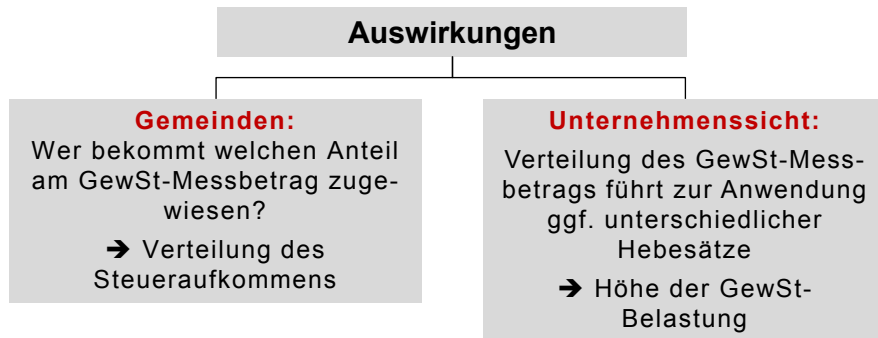 Auswirkungen
Gemeinden:
Wer bekommt welchen Anteil
am GewSt-Messbetrag zuge-
wiesen?
➔ Verteilung des
Steueraufkommens
Unternehmenssicht:
Verteilung des GewSt-Mess-
betrags führt zur Anwendung
ggf. unterschiedlicher
Hebesätze
➔ Höhe der GewSt-
Belastung